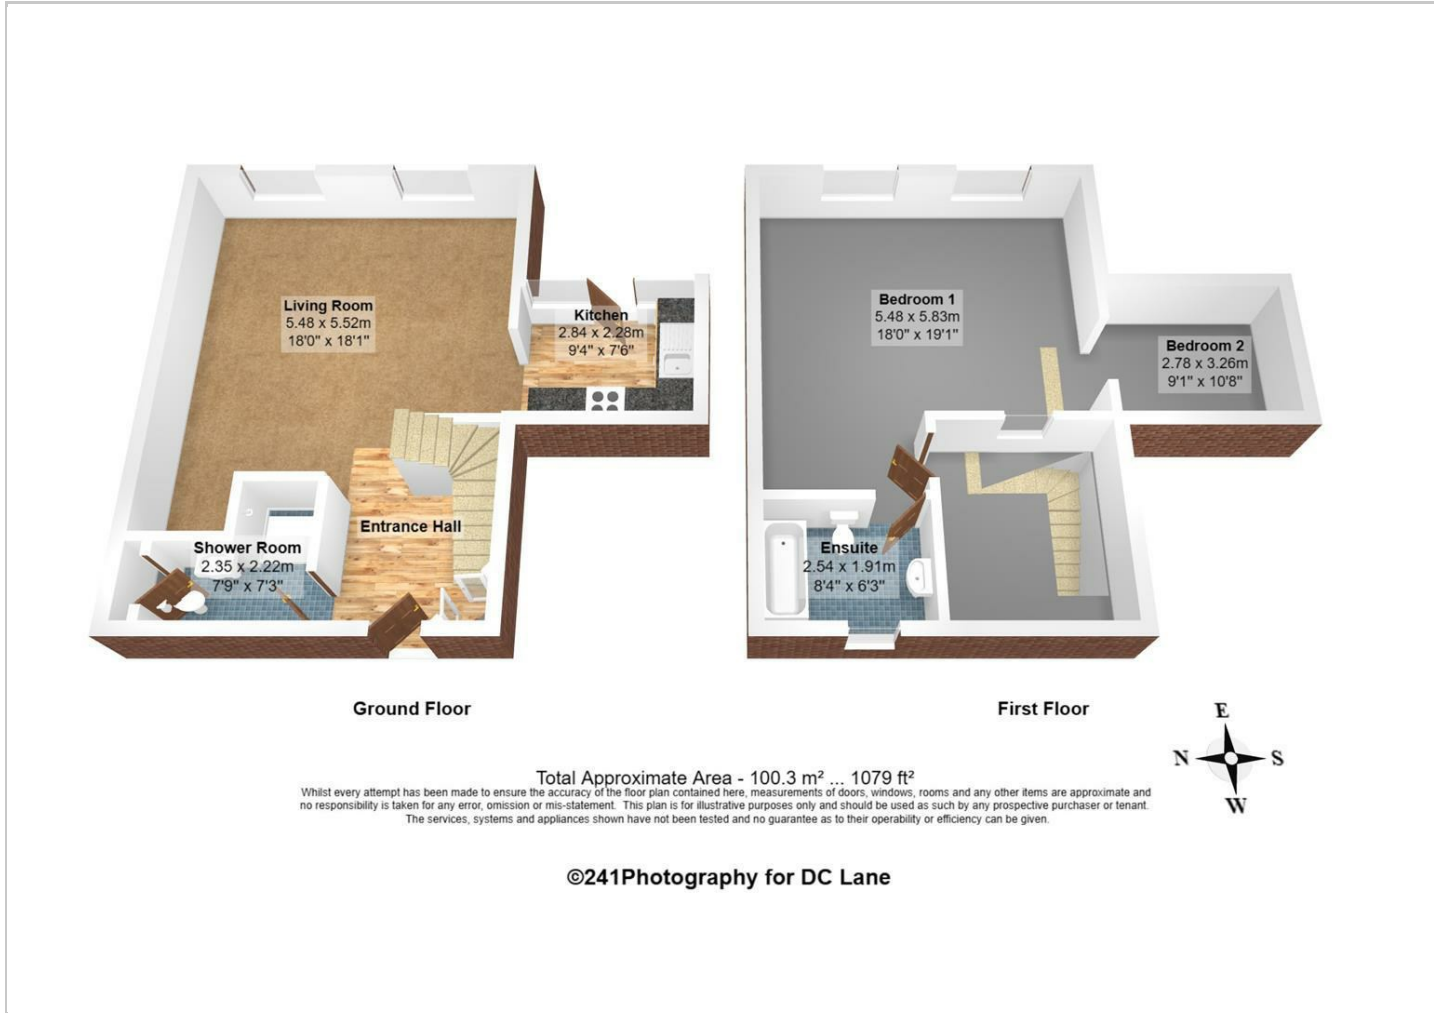 Living Room
5.48 x 5.52m
18'0" x 18'1"
Kitchen
2.84 x 2.28m
9'4" x 7'6"
Entrance Hall
Shower Room
2.35 x 2.22m
7'9" x 7'3"
Bedroom 1
5.48 x 5.83m
18'0" x 19'1"
Bedroom 2
2.78 x 3.26m
9'1" x 10'8"
Ensuite
2.54 x 1.91m
8'4" x 6'3"
Ground Floor
First Floor
E
N S
W
Total Approximate Area - 100.3 m² ... 1079 ft²
Whilst every attempt has been made to ensure the accuracy of the floor plan contained here, measurements of doors, windows, rooms and any other items are approximate and
no responsibility is taken for any error, omission or mis-statement. This plan is for illustrative purposes only and should be used as such by any prospective purchaser or tenant.
The services, systems and appliances shown have not been tested and no guarantee as to their operability or efficiency can be given.
©241Photography for DC Lane